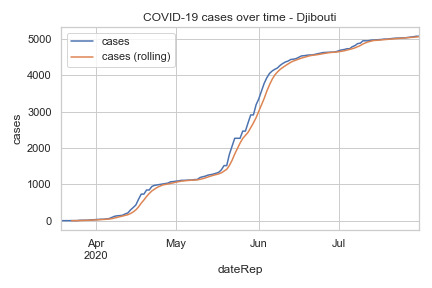 COVID-19 cases over time - Djibouti
cases
cases (rolling)
5000
4000
3000
2000
1000
0
cases
Apr
2020
May
Jun
Jul
dateRep